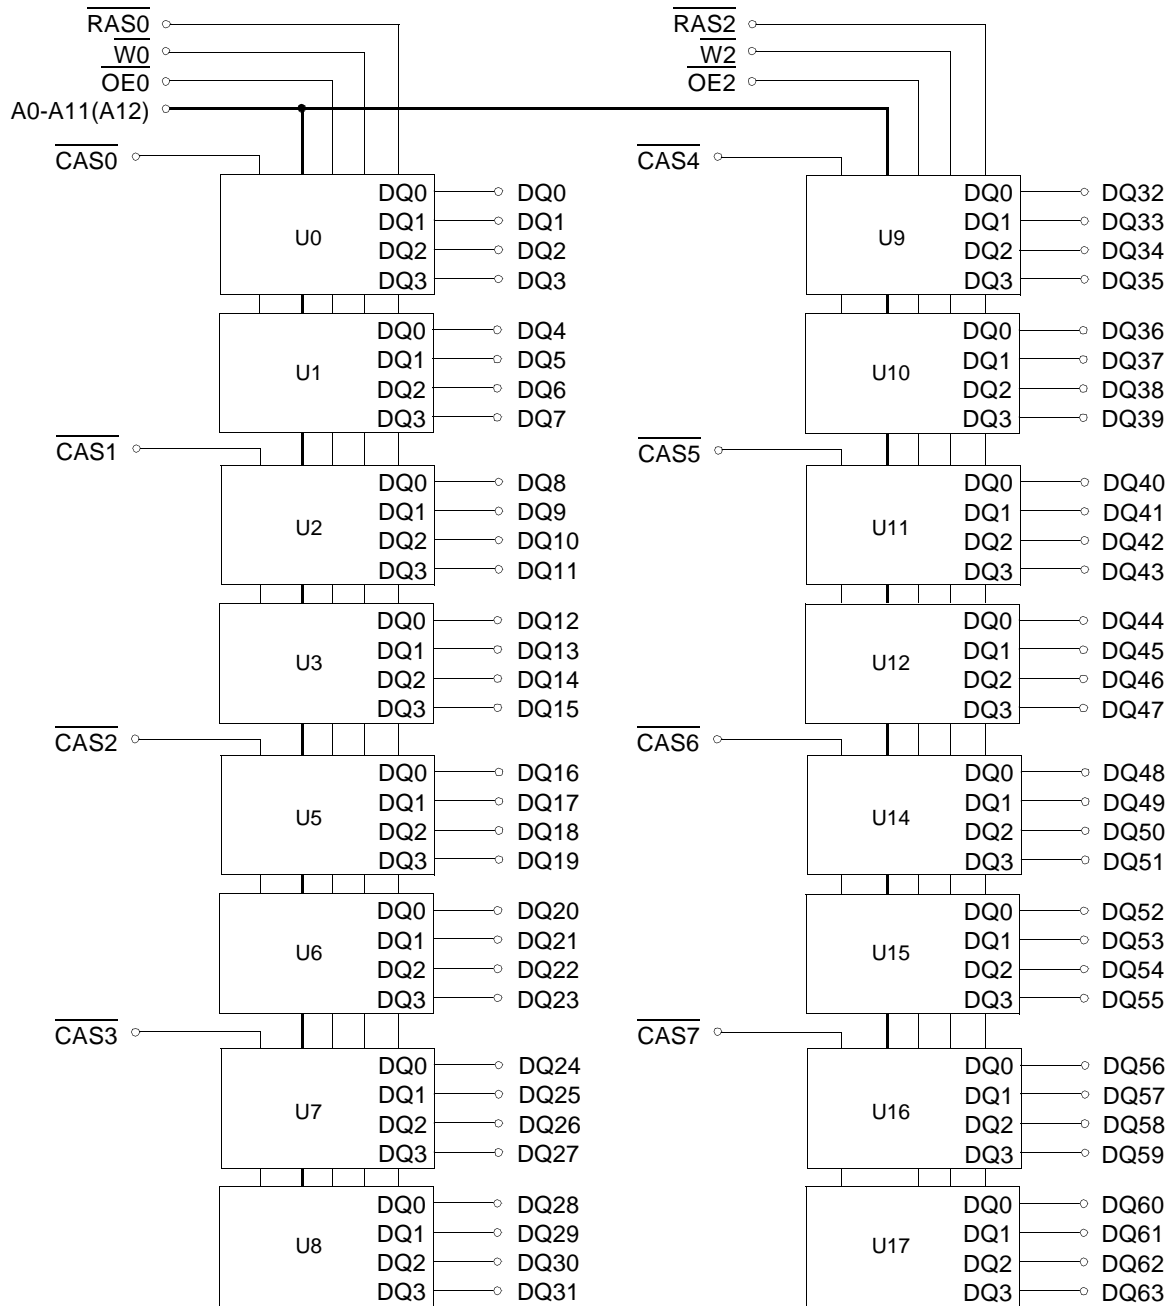 RAS0
W0
OE0
A0-A11(A12)
CAS0
U0
DQ0 DQ0
DQ1 DQ1
DQ2 DQ2
DQ3 DQ3
U1
DQ0 DQ4
DQ1 DQ5
DQ2 DQ6
DQ3 DQ7
CAS1
U2
DQ0 DQ8
DQ1 DQ9
DQ2 DQ10
DQ3 DQ11
U3
DQ0 DQ12
DQ1 DQ13
DQ2 DQ14
DQ3 DQ15
CAS2
U5
DQ0 DQ16
DQ1 DQ17
DQ2 DQ18
DQ3 DQ19
U6
DQ0 DQ20
DQ1 DQ21
DQ2 DQ22
DQ3 DQ23
CAS3
U7
DQ0 DQ24
DQ1 DQ25
DQ2 DQ26
DQ3 DQ27
U8
DQ0 DQ28
DQ1 DQ29
DQ2 DQ30
DQ3 DQ31
RAS2
W2
OE2
CAS4
U9
DQ0 DQ32
DQ1 DQ33
DQ2 DQ34
DQ3 DQ35
U10
DQ0 DQ36
DQ1 DQ37
DQ2 DQ38
DQ3 DQ39
CAS5
U11
DQ0 DQ40
DQ1 DQ41
DQ2 DQ42
DQ3 DQ43
U12
DQ0 DQ44
DQ1 DQ45
DQ2 DQ46
DQ3 DQ47
CAS6
U14
DQ0 DQ48
DQ1 DQ49
DQ2 DQ50
DQ3 DQ51
U15
DQ0 DQ52
DQ1 DQ53
DQ2 DQ54
DQ3 DQ55
CAS7
U16
DQ0 DQ56
DQ1 DQ57
DQ2 DQ58
DQ3 DQ59
U17
DQ0 DQ60
DQ1 DQ61
DQ2 DQ62
DQ3 DQ63